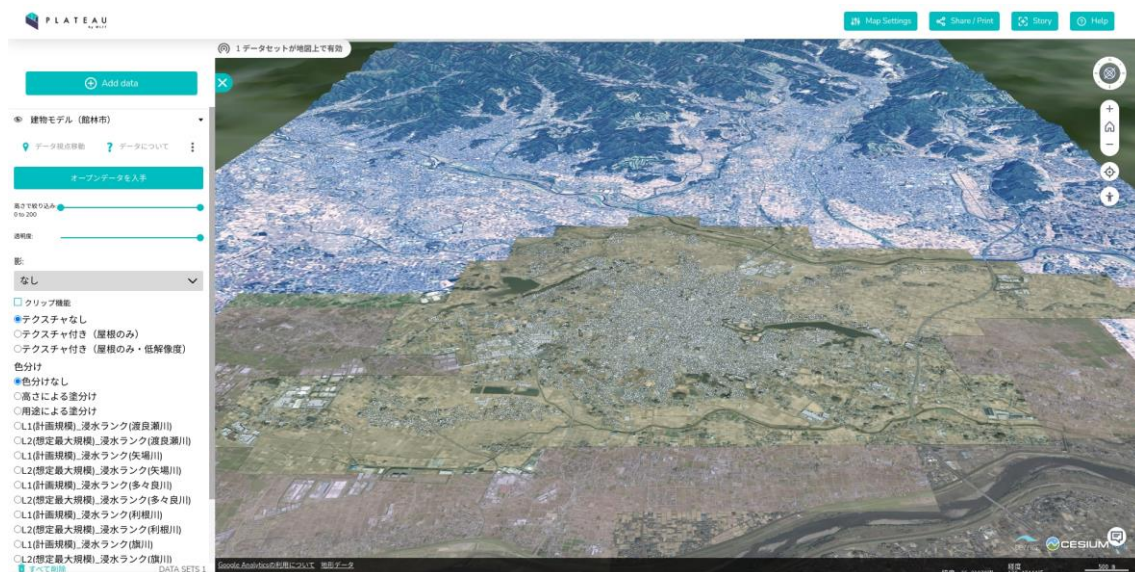 PLATEAU
by MLIT
Map Settings
Share / Print
Story
Help
1 データセットが地図上で有効
Add data
建物モデル（館林市）
データ視点移動
データについて
オープンデータを入手
高さで絞り込み
0 to 200
透明度:
影:
なし
クリップ機能
テクスチャなし
テクスチャ付き（屋根のみ）
テクスチャ付き（屋根のみ・低解像度）
色分け
色分けなし
高さによる塗分け
用途による塗分け
L1(計画規模)_浸水ランク(渡良瀬川)
L2(想定最大規模)_浸水ランク(渡良瀬川)
L1(計画規模)_浸水ランク(矢場川)
L2(想定最大規模)_浸水ランク(矢場川)
L1(計画規模)_浸水ランク(多々良川)
L2(想定最大規模)_浸水ランク(多々良川)
L1(計画規模)_浸水ランク(利根川)
L2(想定最大規模)_浸水ランク(利根川)
L1(計画規模)_浸水ランク(旗川)
L2(想定最大規模)_浸水ランク(旗川)
すべて削除
DATA SETS 1
Google Analyticsの利用について
地形データ
CESIUM
経度